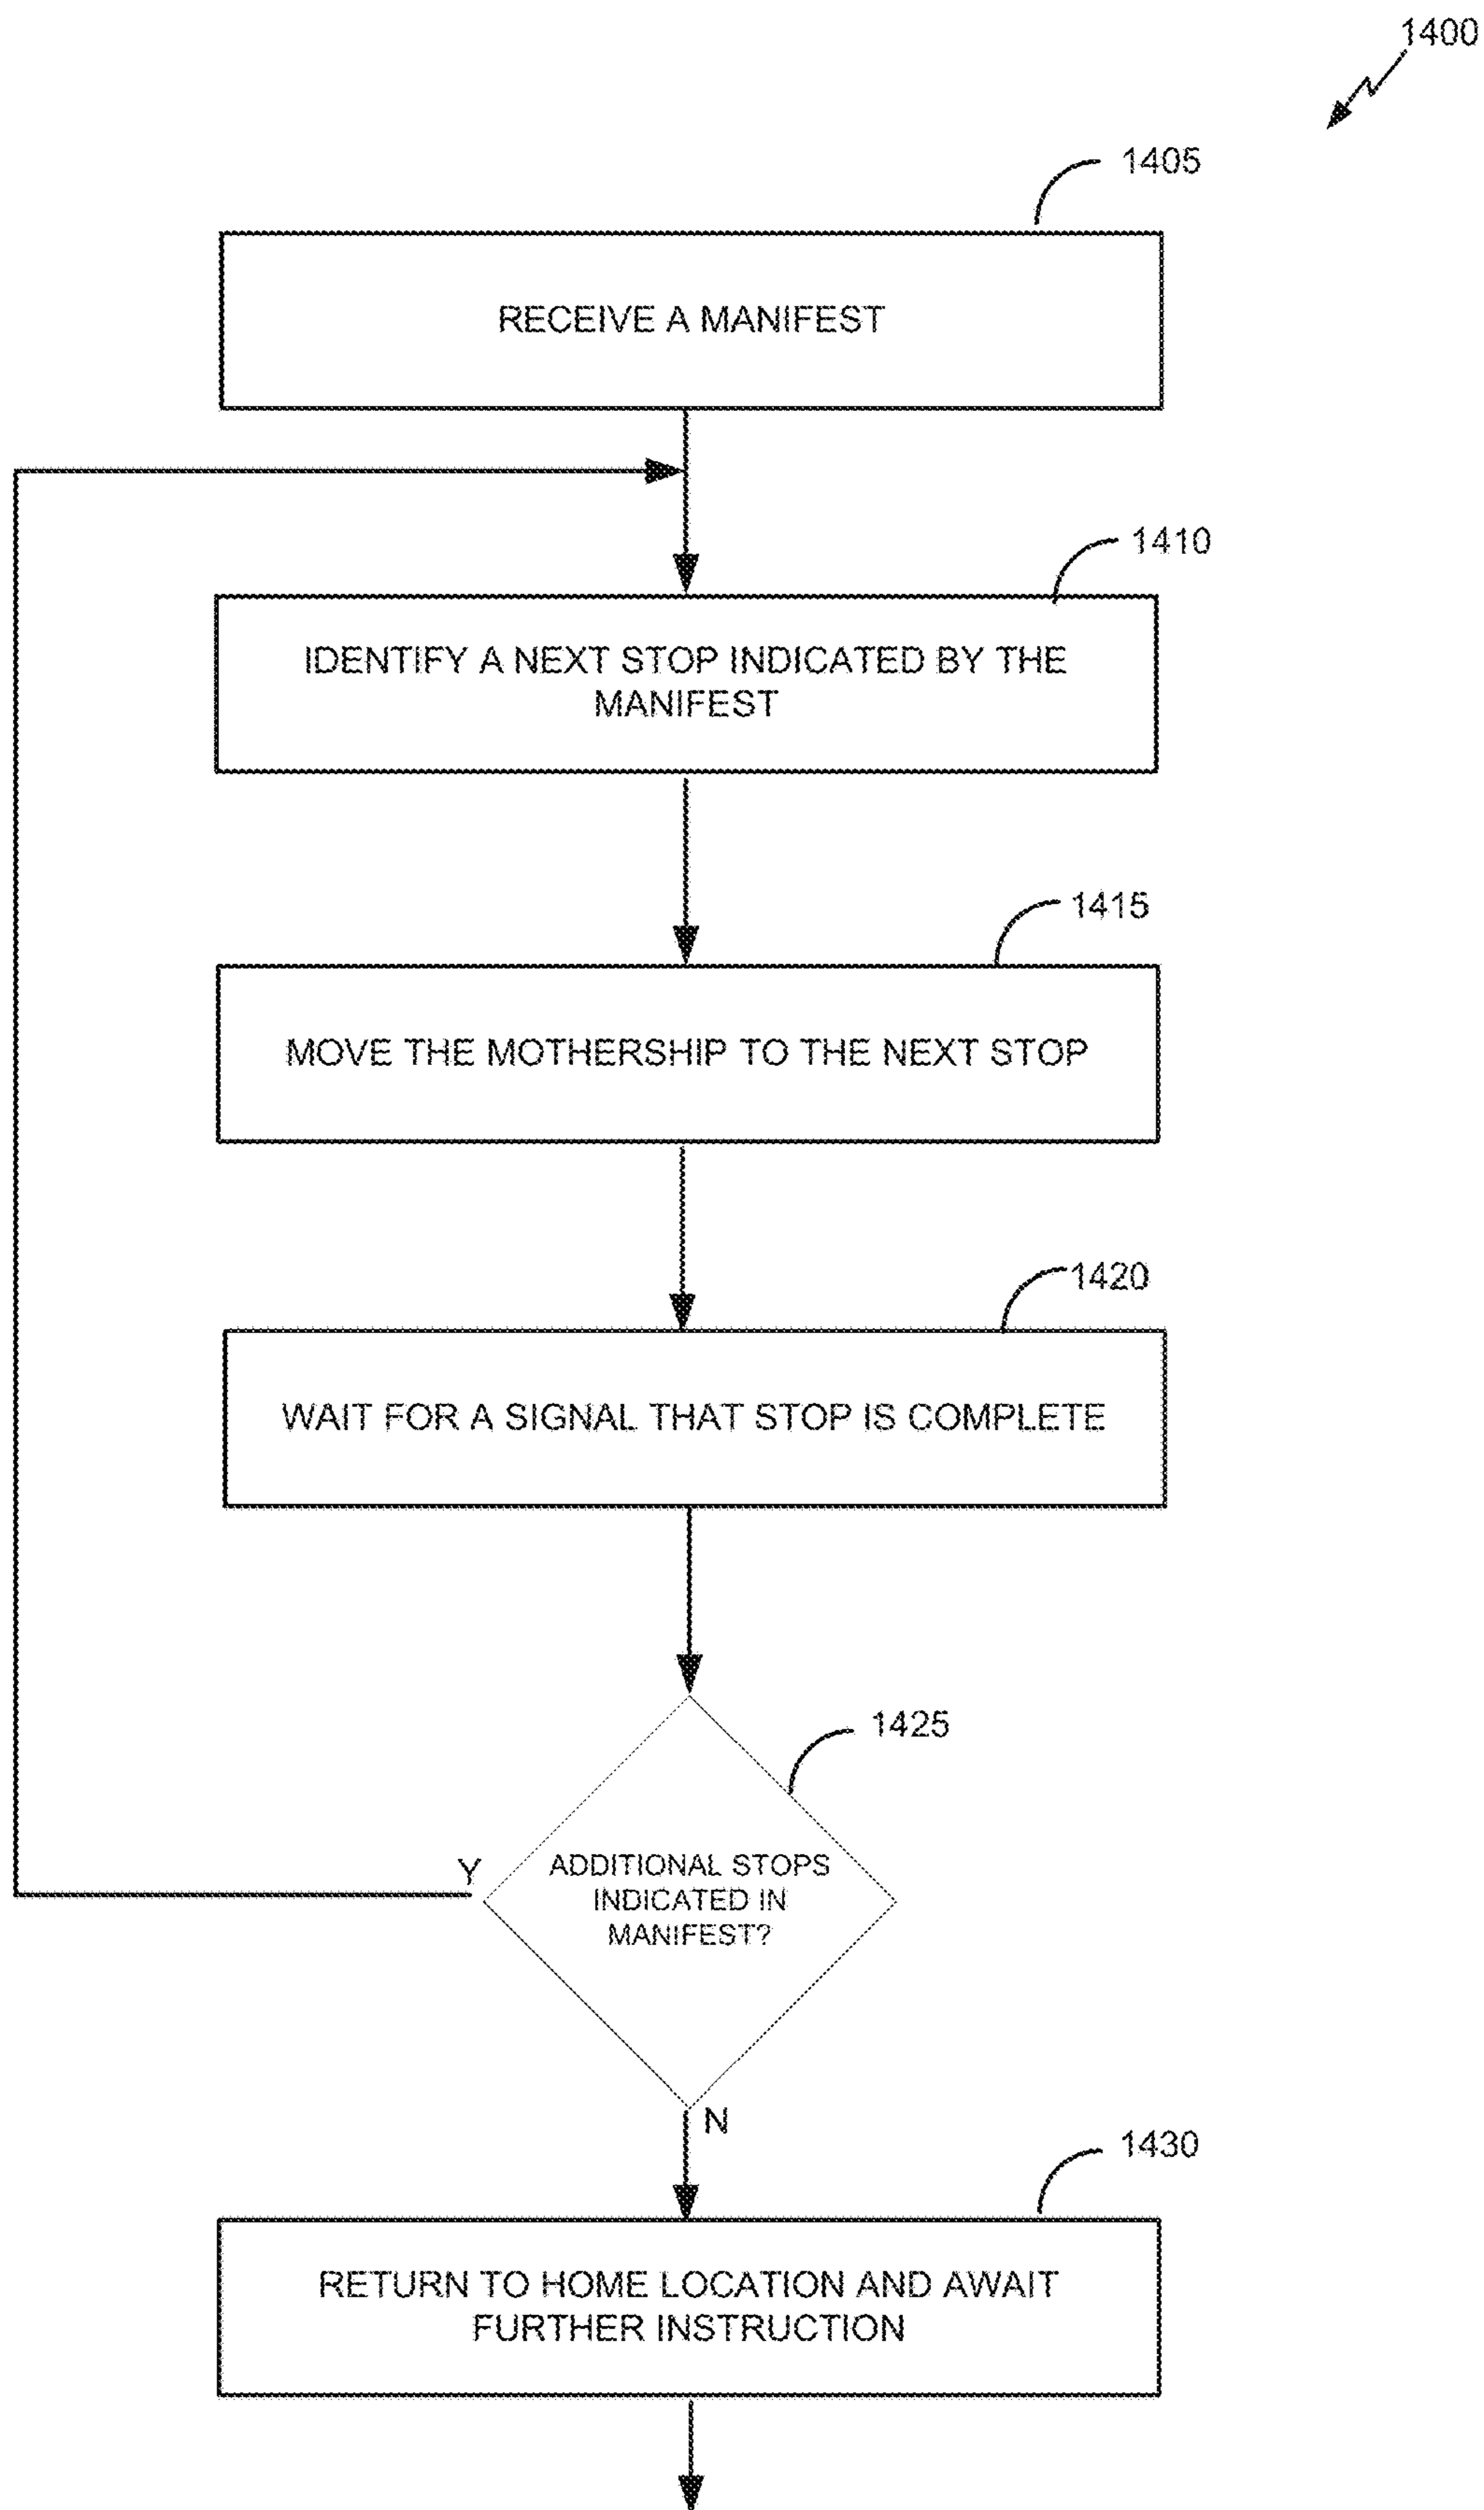 1400
1405
RECEIVE A MANIFEST
1410
IDENTIFY A NEXT STOP INDICATED BY THE
MANIFEST
1415
MOVE THE MOTHERSHIP TO THE NEXT STOP
1420
WAIT FOR A SIGNAL THAT STOP IS COMPLETE
1425
Y
ADDITIONAL STOPS
INDICATED IN
MANIFEST?
N
1430
RETURN TO HOME LOCATION AND AWAIT
FURTHER INSTRUCTION